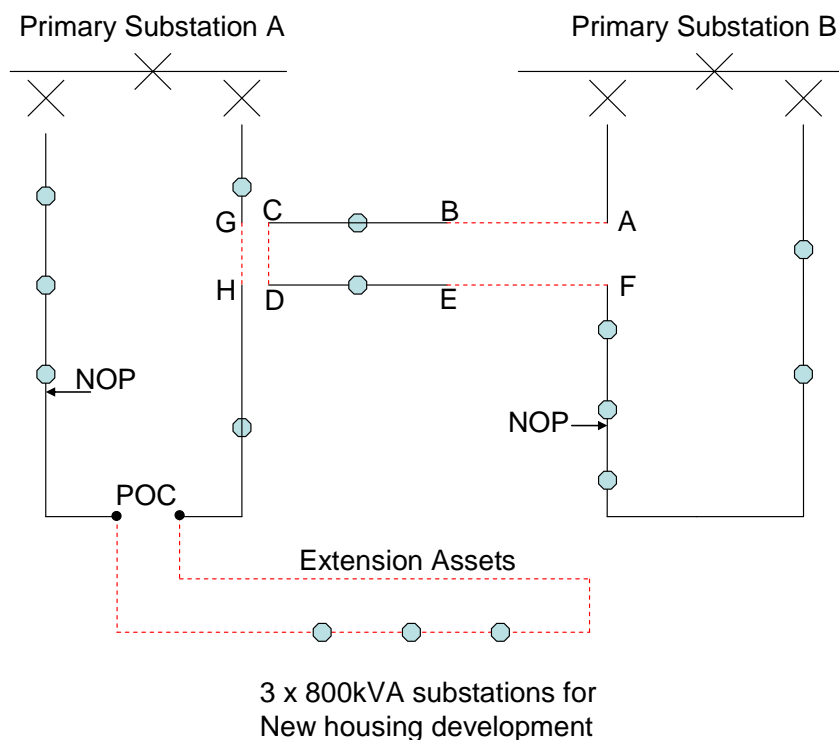 Primary Substation A
Primary Substation B
G
C
B
A
H
D
E
F
NOP
NOP
POC
Extension Assets
3 x 800kVA substations for
New housing development